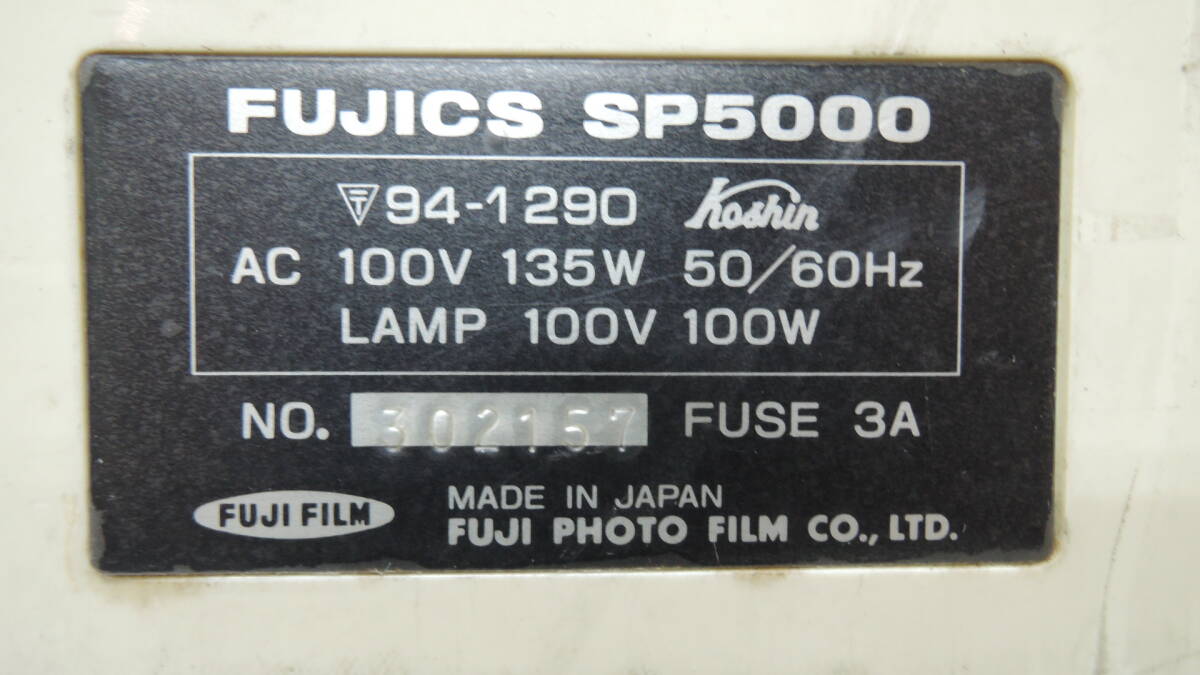 FUJICS SP5000
〒94-1290 Koshin
AC 100V 135W 50/60Hz
LAMP 100V 100W
NO. 302157 FUSE 3A
FUJI FILM
MADE IN JAPAN
FUJI PHOTO FILM CO., LTD.